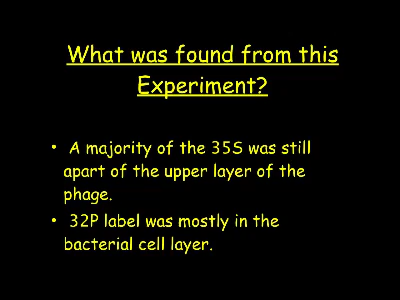 What was found from this
Experiment?
• A majority of the 35S was still
apart of the upper layer of the
phage.
• 32P label was mostly in the
bacterial cell layer.